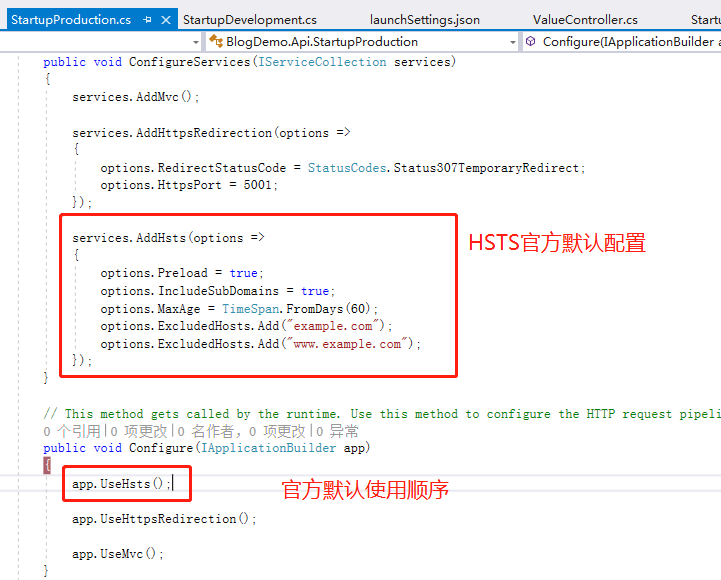 StartupProduction.cs StartupDevelopment.cs launchSettings.json ValueController.cs Startu
BlogDemo.Api.StartupProduction Configure(IApplicationBuilder a
public void ConfigureServices(IServiceCollection services)
{
services.AddMvc();
services.AddHttpsRedirection(options =>
{
options.RedirectStatusCode = StatusCodes.Status307TemporaryRedirect;
options.HttpsPort = 5001;
});
services.AddHsts(options =>
HSTS官方默认配置
{
options.Preload = true;
options.IncludeSubDomains = true;
options.MaxAge = TimeSpan.FromDays(60);
options.ExcludedHosts.Add("example.com");
options.ExcludedHosts.Add("www.example.com");
});
}
// This method gets called by the runtime. Use this method to configure the HTTP request pipeli
0 个引用|0 项更改|0 名作者, 0 项更改|0 异常
public void Configure(IApplicationBuilder app)
{
app.UseHsts();
官方默认使用顺序
app.UseHttpsRedirection();
app.UseMvc();
}